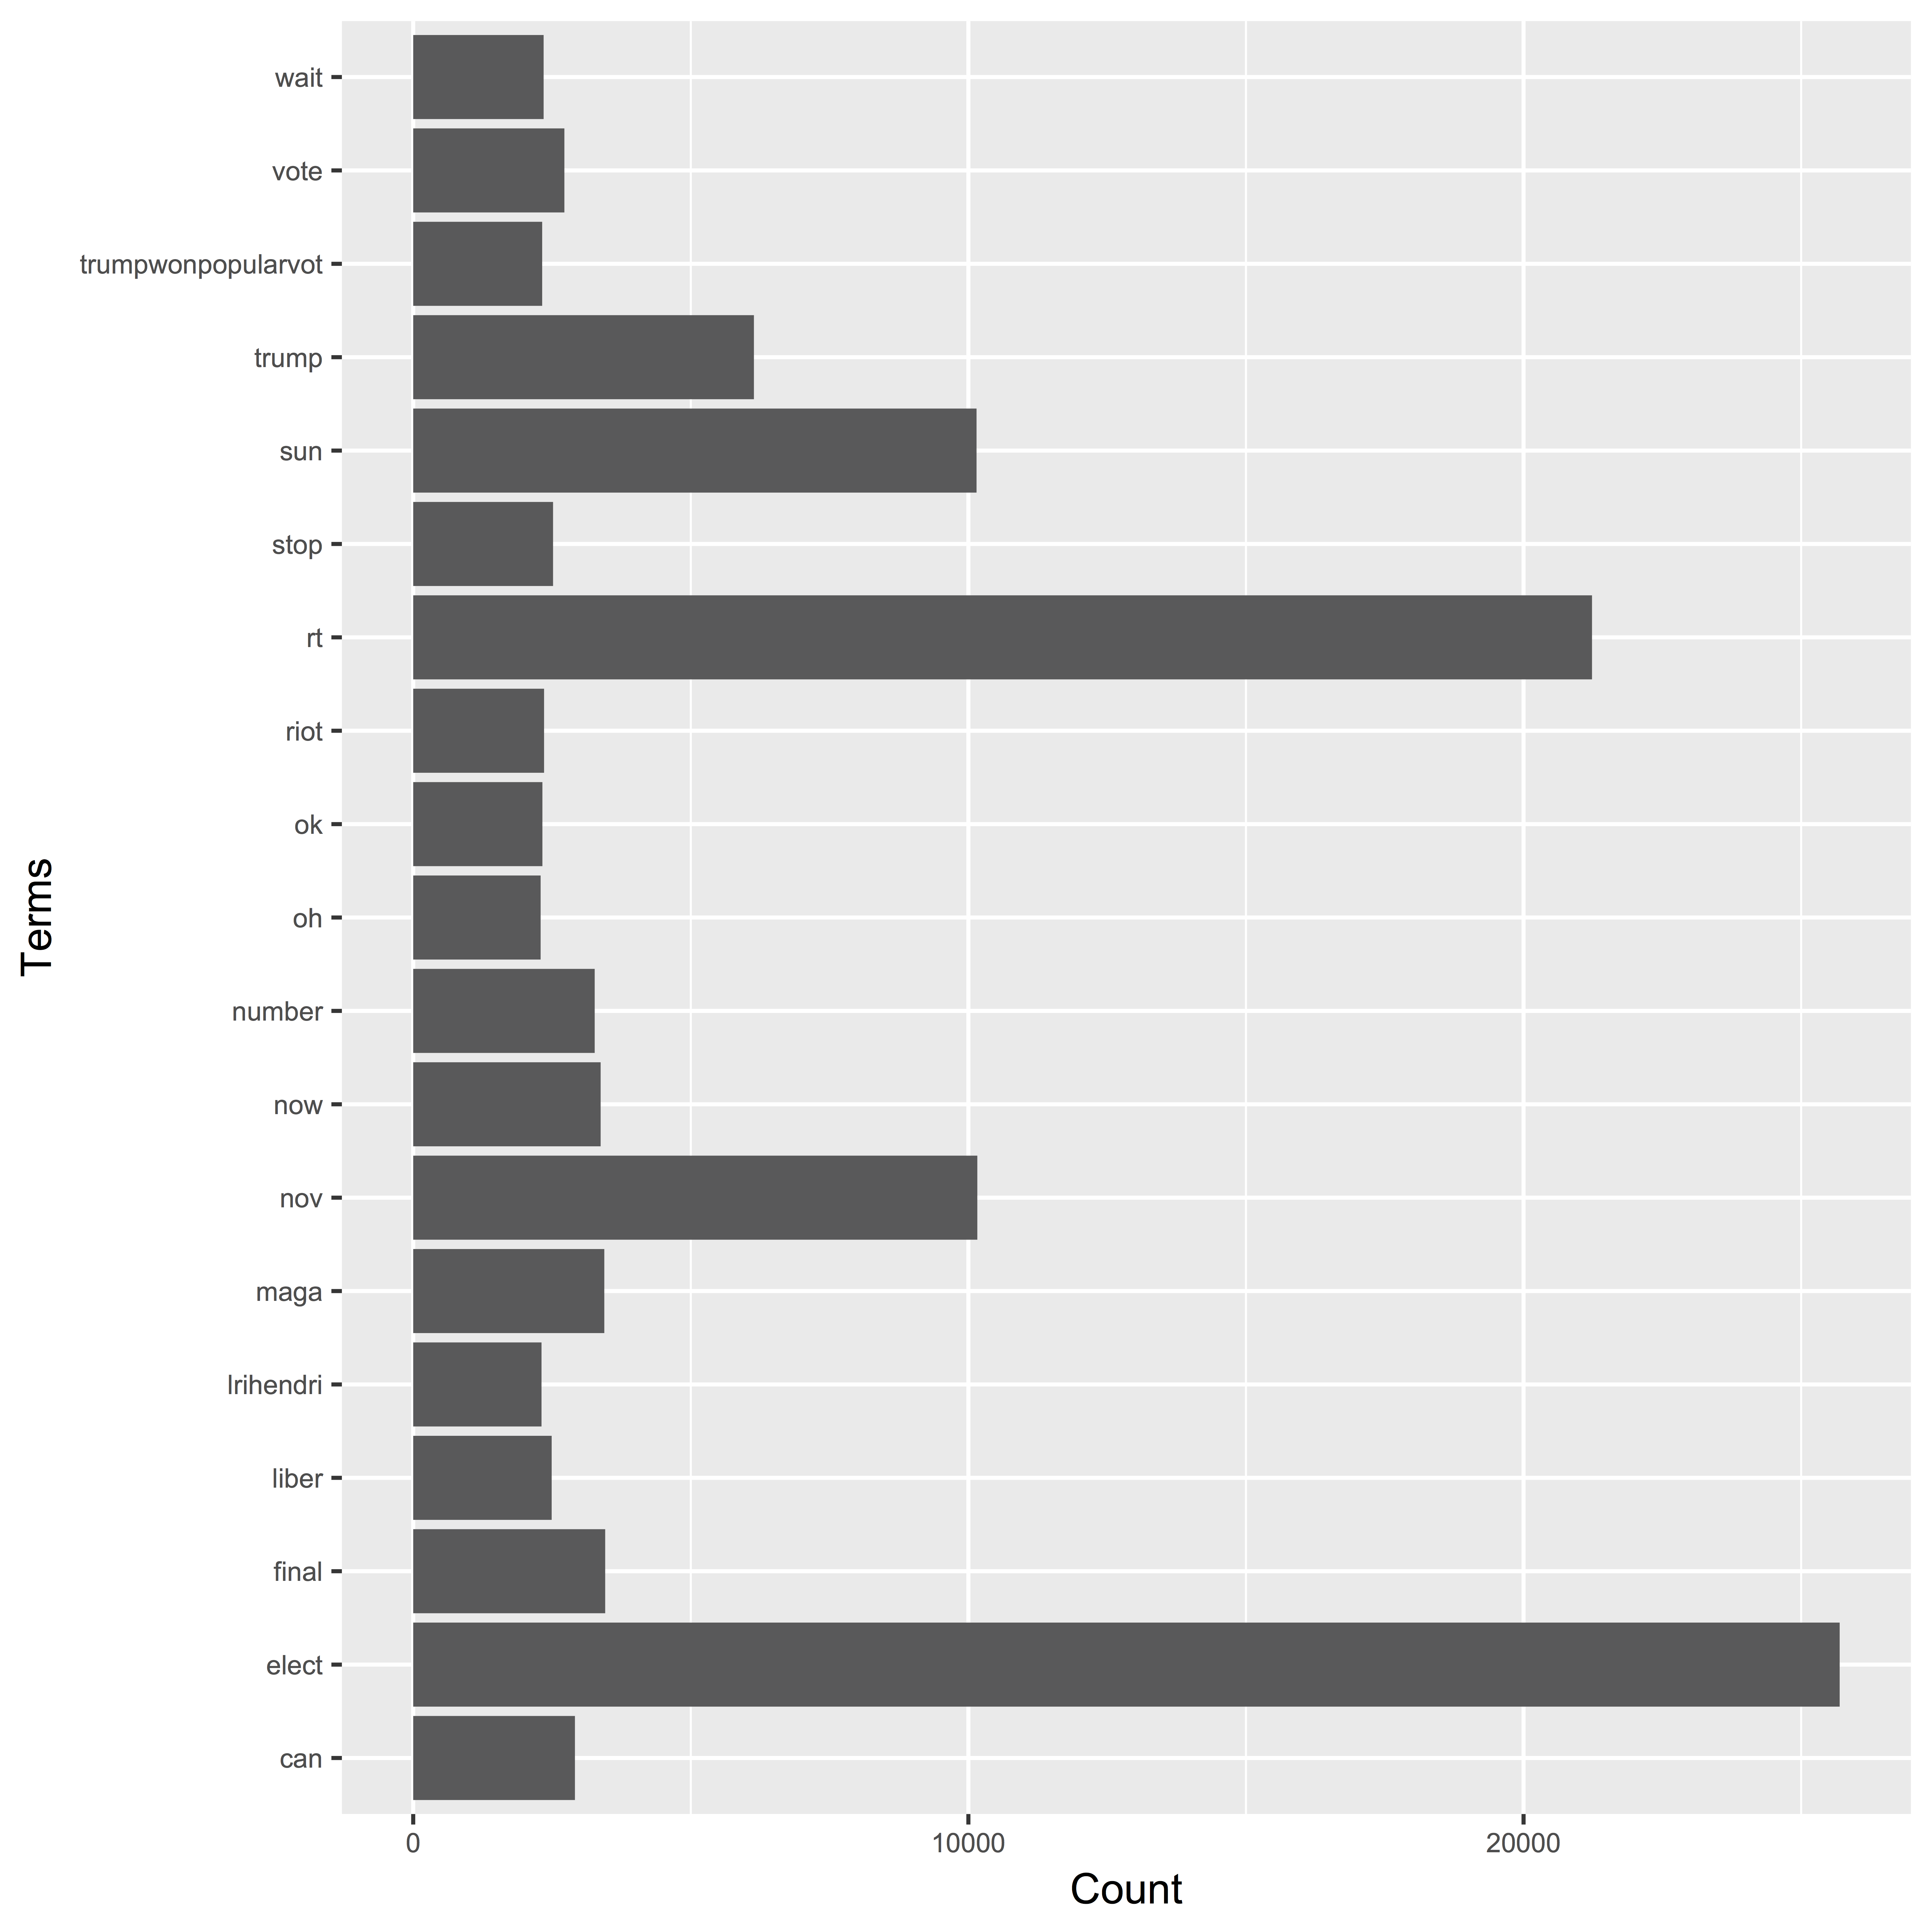 wait
vote
trumpwonpopularvot
trump
sun
stop
rt
riot
ok
oh
number
now
nov
maga
lrihendri
liber
final
elect
can
Terms
0 10000 20000
Count